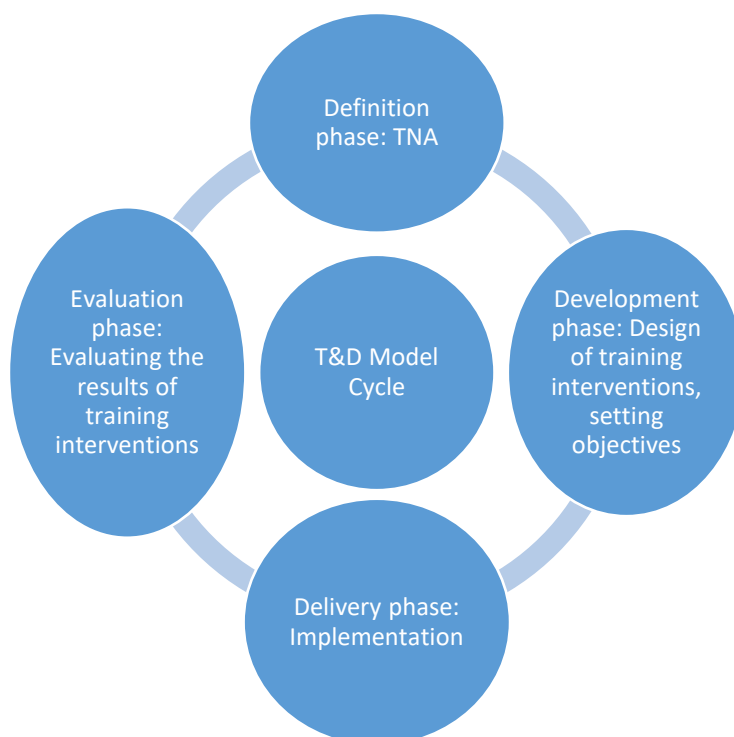 Definition
phase: TNA
Evaluation
phase:
Evaluating the
results of
training
interventions
T&D Model
Cycle
Development
phase: Design
of training
interventions,
setting
objectives
Delivery phase:
Implementation